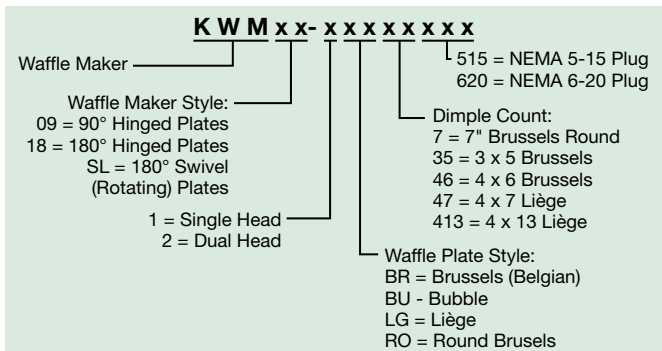 K W M x x- x x x x x x x x
515 = NEMA 5-15 Plug
620 = NEMA 6-20 Plug
Waffle Maker
Waffle Maker Style:
09 = 90° Hinged Plates
18 = 180° Hinged Plates
SL = 180° Swivel
(Rotating) Plates
Dimple Count:
7 = 7" Brussels Round
35 = 3 x 5 Brussels
46 = 4 x 6 Brussels
47 = 4 x 7 Liège
413 = 4 x 13 Liège
1 = Single Head
2 = Dual Head
Waffle Plate Style:
BR = Brussels (Belgian)
BU - Bubble
LG = Liège
RO = Round Brusels